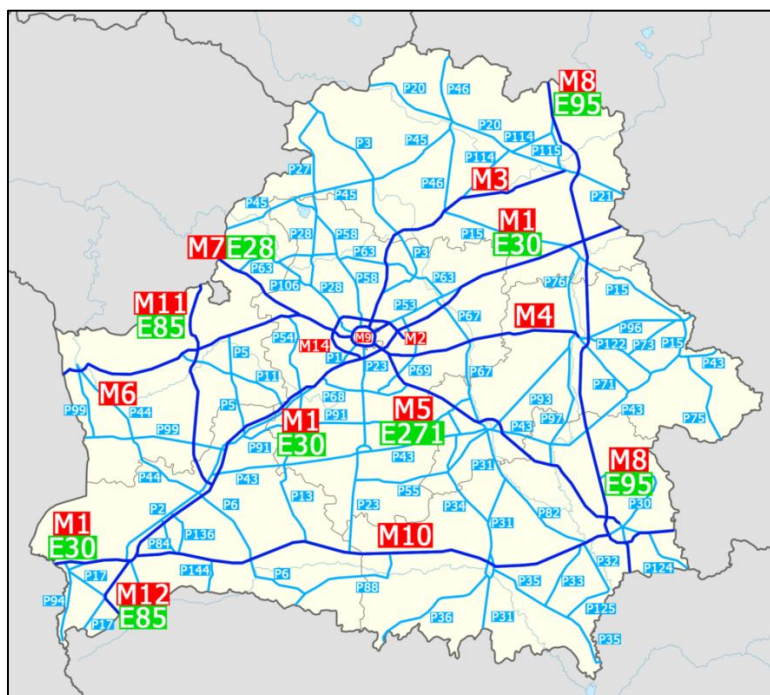 M8
E95
P46
P20
P20
P114
P3
P45
P114
P115
P27
P46
M3
P21
P45
P45
M1
E30
P28
P58
P15
M7 E28
P63
P3
P63
P106
P28
P58
P63
P76
P15
M11
E85
P53
P67
M4
P96
P54
M14
M9
M2
P122
P73
P15
P1
P5
P23
P69
P43
P11
P67
P71
M6
P68
P93
P99
P44
P5
M1
E30
P91
M5
E271
P43
P97
P43
P75
P99
P91
P43
P31
M8
E95
P44
P43
P6
P13
P55
P23
P34
P30
P2
P136
M10
P31
P82
M1
E30
P84
P144
P6
P88
P32
P124
P17
P35
P33
P94
M12
E85
P17
P36
P31
P125
P35